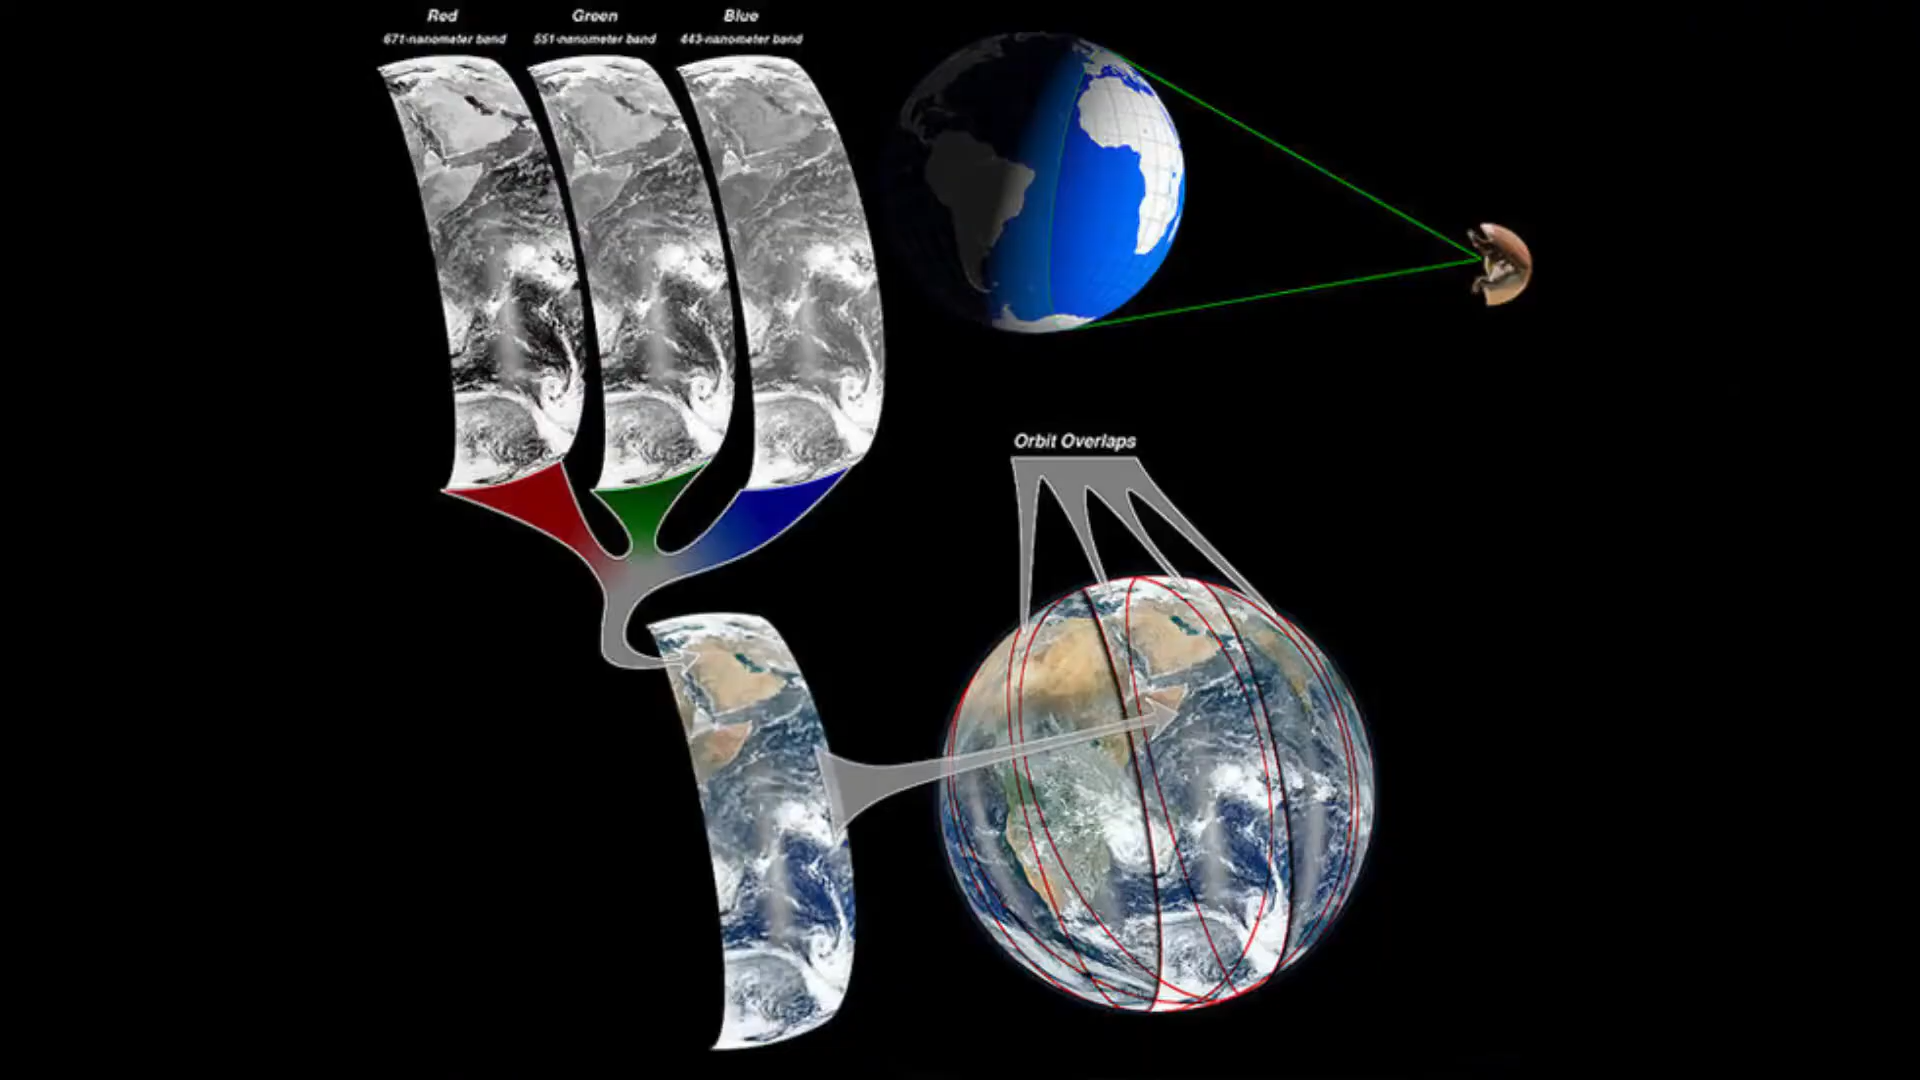 Red
671-nanometer band
Green
551-nanometer band
Blue
443-nanometer band
Orbit Overlaps